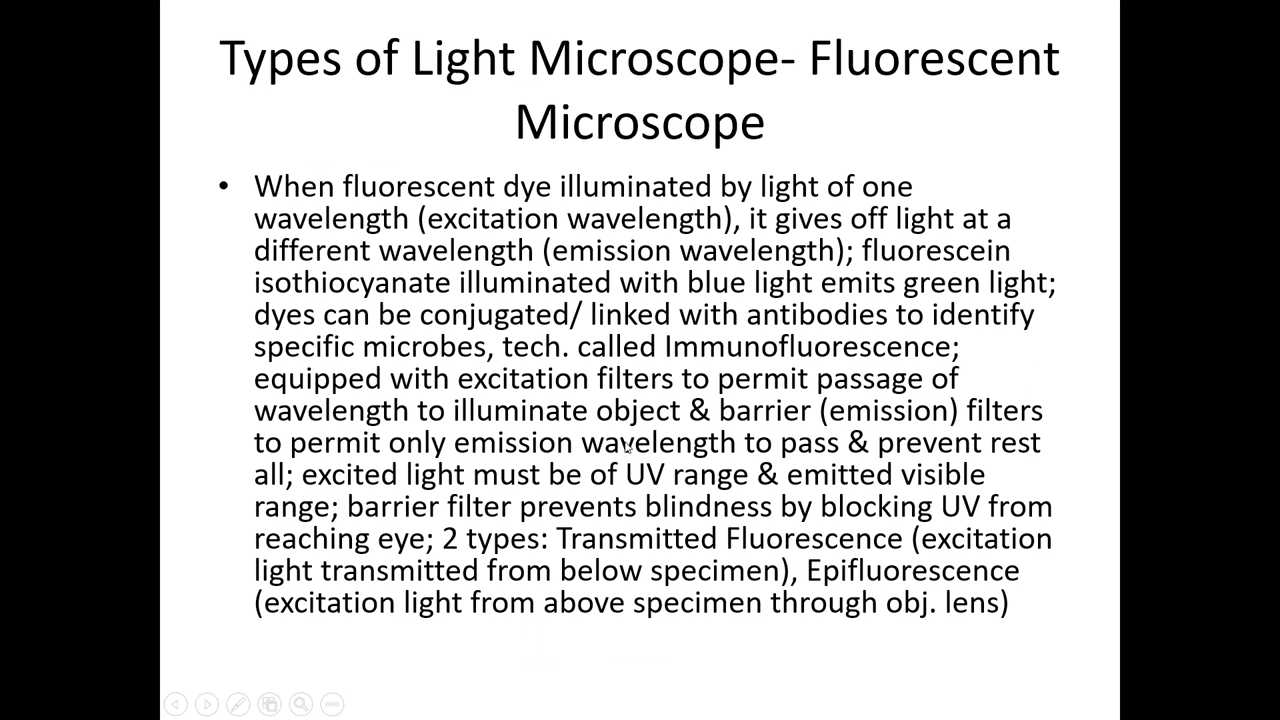 Types of Light Microscope- Fluorescent
Microscope
• When fluorescent dye illuminated by light of one
wavelength (excitation wavelength), it gives off light at a
different wavelength (emission wavelength); fluorescein
isothiocyanate illuminated with blue light emits green light;
dyes can be conjugated/ linked with antibodies to identify
specific microbes, tech. called Immunofluorescence;
equipped with excitation filters to permit passage of
wavelength to illuminate object & barrier (emission) filters
to permit only emission wavelength to pass & prevent rest
all; excited light must be of UV range & emitted visible
range; barrier filter prevents blindness by blocking UV from
reaching eye; 2 types: Transmitted Fluorescence (excitation
light transmitted from below specimen), Epifluorescence
(excitation light from above specimen through obj. lens)